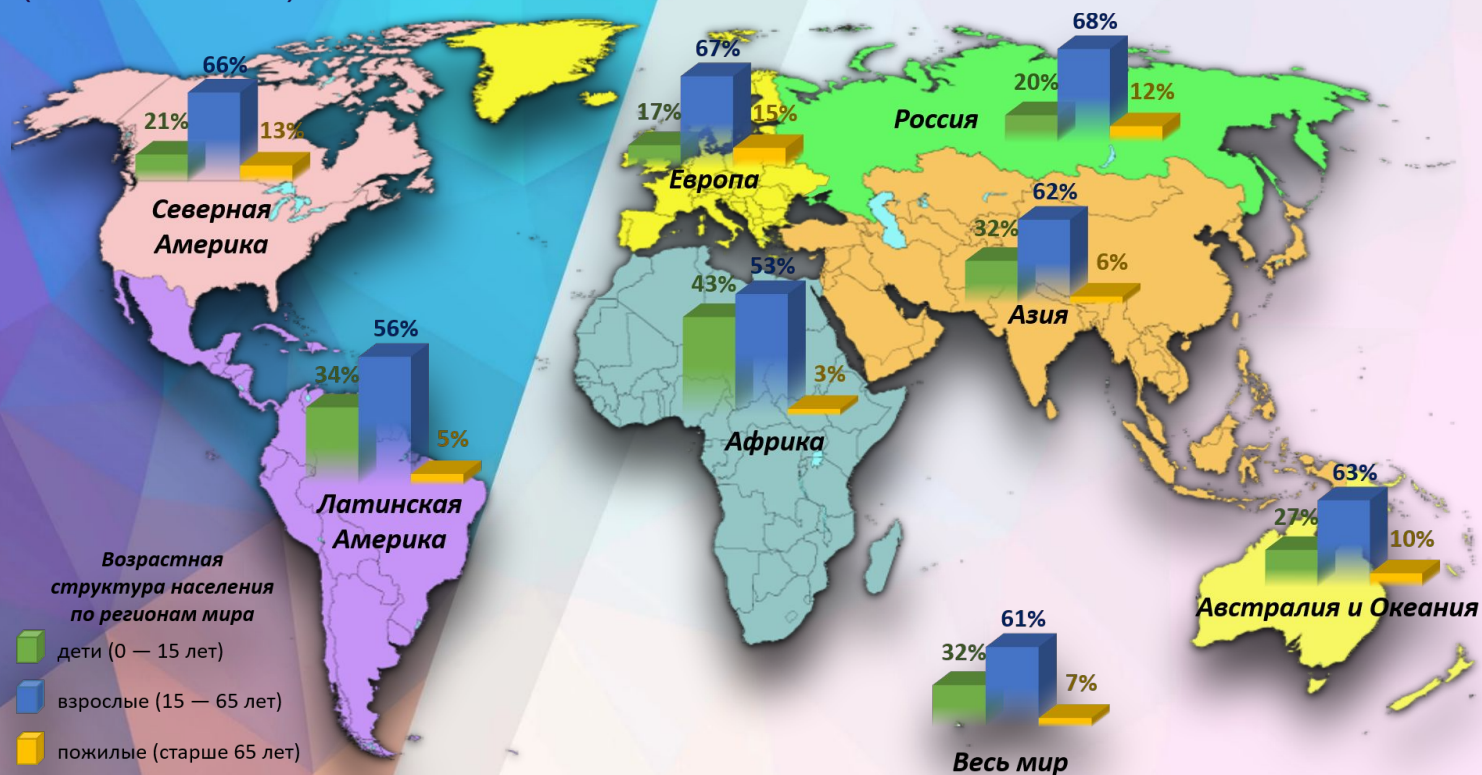 66%
21%
13%
Северная
Америка
67%
17%
15%
Европа
68%
20%
12%
Россия
62%
32%
6%
Азия
53%
43%
3%
Африка
56%
34%
5%
Латинская
Америка
63%
27%
10%
Австралия и Океания
61%
32%
7%
Весь мир
Возрастная
структура населения
по регионам мира
дети (0 — 15 лет)
взрослые (15 — 65 лет)
пожилые (старше 65 лет)